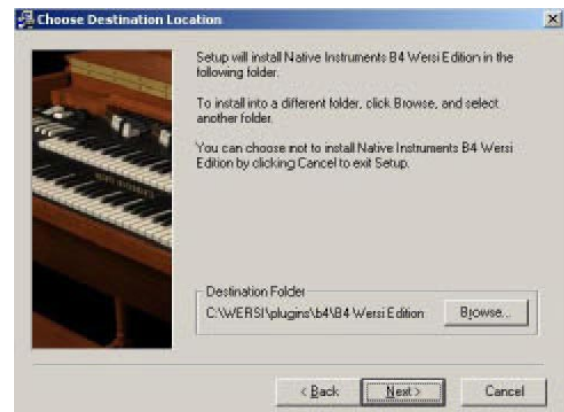 Choose Destination Location
Setup will install Native Instruments B4 Wersi Edition in the
following folder.
To install into a different folder, click Browse, and select
another folder.
You can choose not to install Native Instruments B4 Wersi
Edition by clicking Cancel to exit Setup.
Destination Folder
C:\WERSI\plugins\b4\B4 Wersi Edition
Browse...
< Back
Next >
Cancel